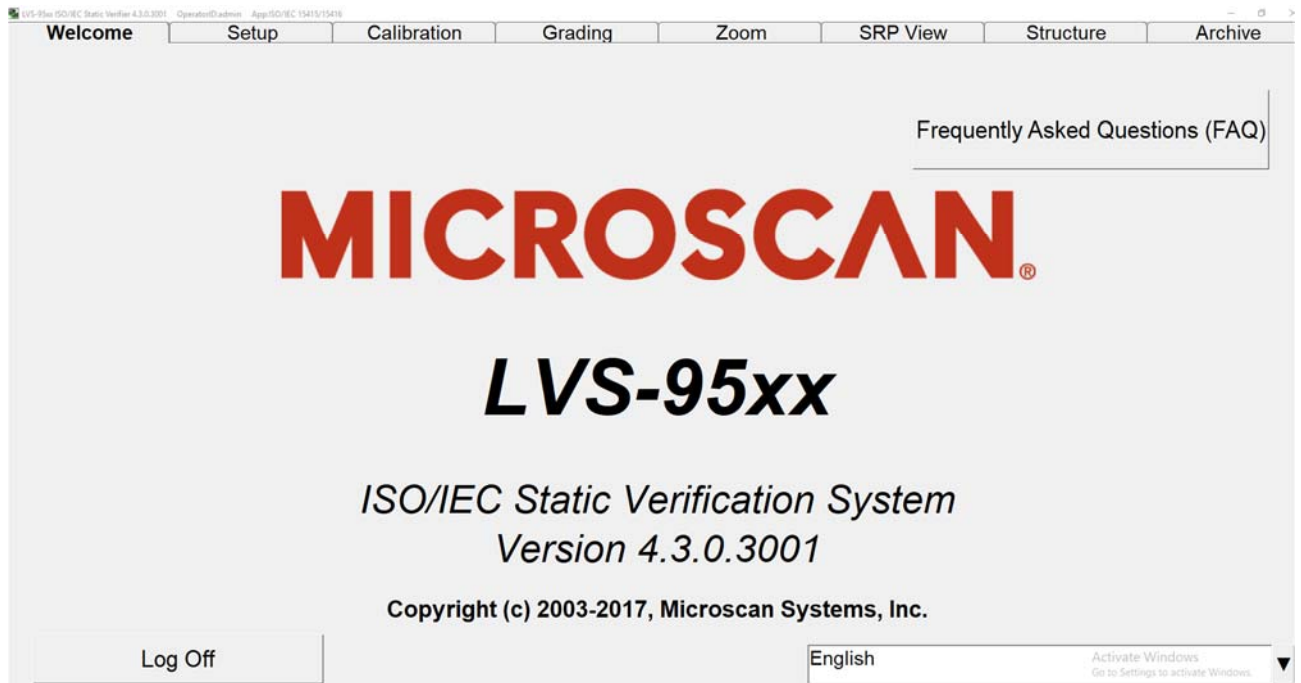 LVS-95xx ISO/IEC Static Verifier 4.3.0.3001 OperatorID:admin App:ISO/IEC 15415/15416
Welcome Setup Calibration Grading Zoom SRP View Structure Archive
Frequently Asked Questions (FAQ)
MICROSCAN®
LVS-95xx
ISO/IEC Static Verification System
Version 4.3.0.3001
Copyright (c) 2003-2017, Microscan Systems, Inc.
Log Off
English
Activate Windows
Go to Settings to activate Windows.